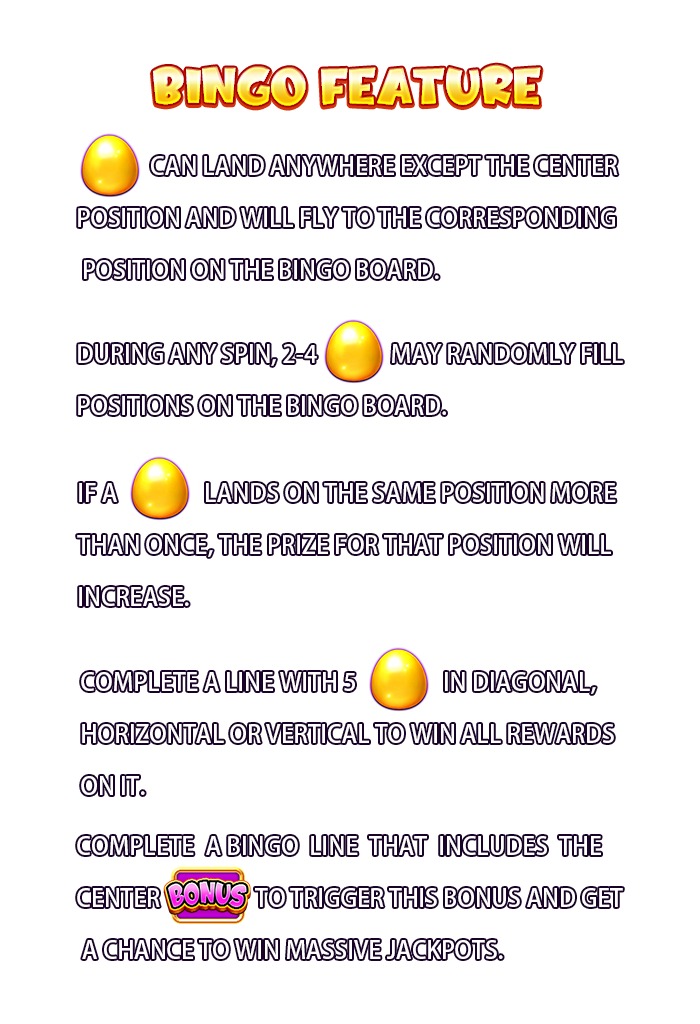 BINGO FEATURE
CAN LAND ANYWHERE EXCEPT THE CENTER
POSITION AND WILL FLY TO THE CORRESPONDING
POSITION ON THE BINGO BOARD.
DURING ANY SPIN, 2-4 MAY RANDOMLY FILL
POSITIONS ON THE BINGO BOARD.
IF A LANDS ON THE SAME POSITION MORE
THAN ONCE, THE PRIZE FOR THAT POSITION WILL
INCREASE.
COMPLETE A LINE WITH 5 IN DIAGONAL,
HORIZONTAL OR VERTICAL TO WIN ALL REWARDS
ON IT.
COMPLETE A BINGO LINE THAT INCLUDES THE
CENTER BONUS TO TRIGGER THIS BONUS AND GET
A CHANCE TO WIN MASSIVE JACKPOTS.